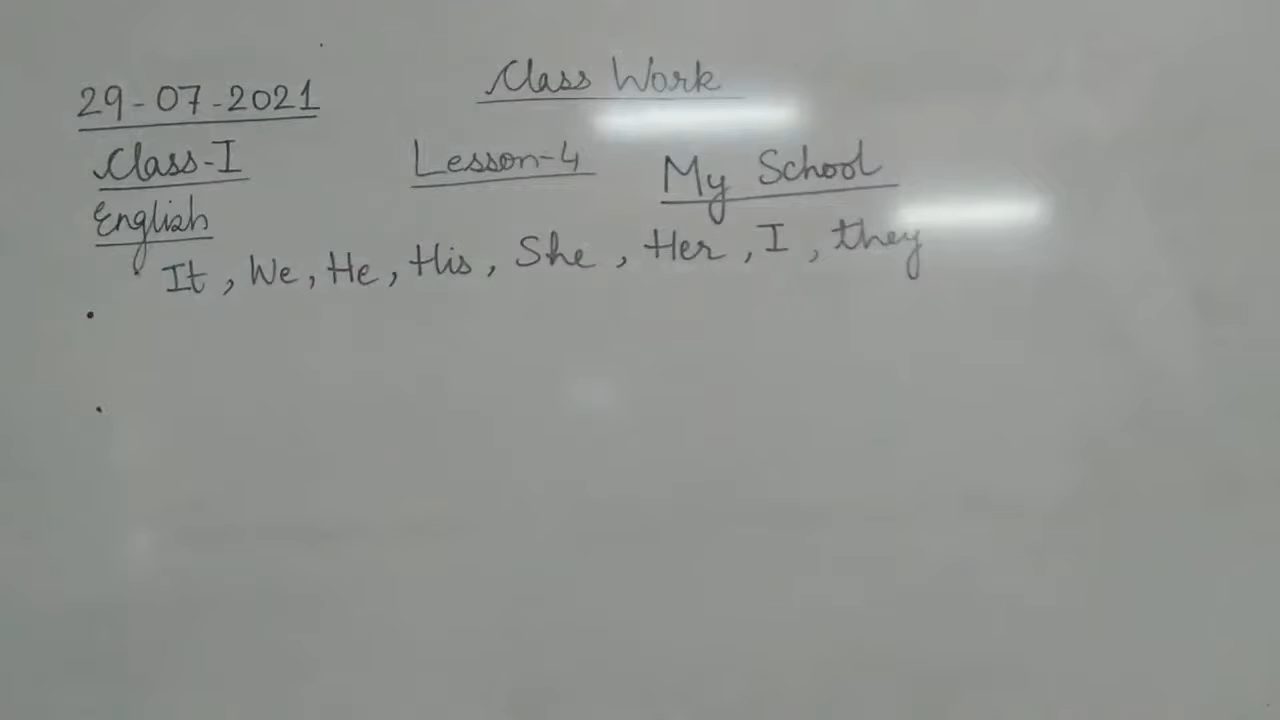 Class Work
29-07-2021
Class-I Lesson-4 My School
English
It, We, He, His, She, Her, I, they